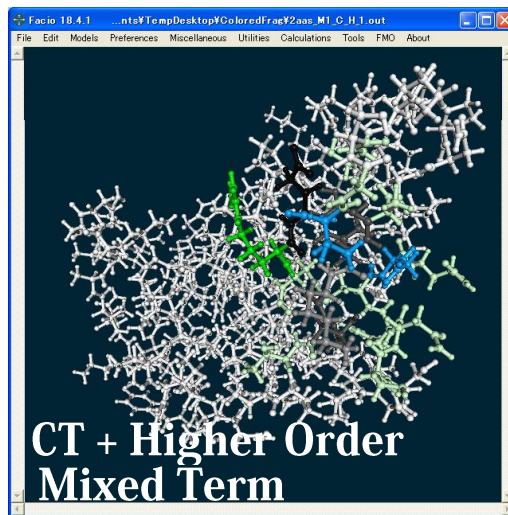 Facio 18.4.1 ...nts¥TempDesktop¥ColoredFrag¥2aas_M1_C_H_1.out
File Edit Models Preferences Miscellaneous Utilities Calculations Tools FMO About
CT + Higher Order
Mixed Term